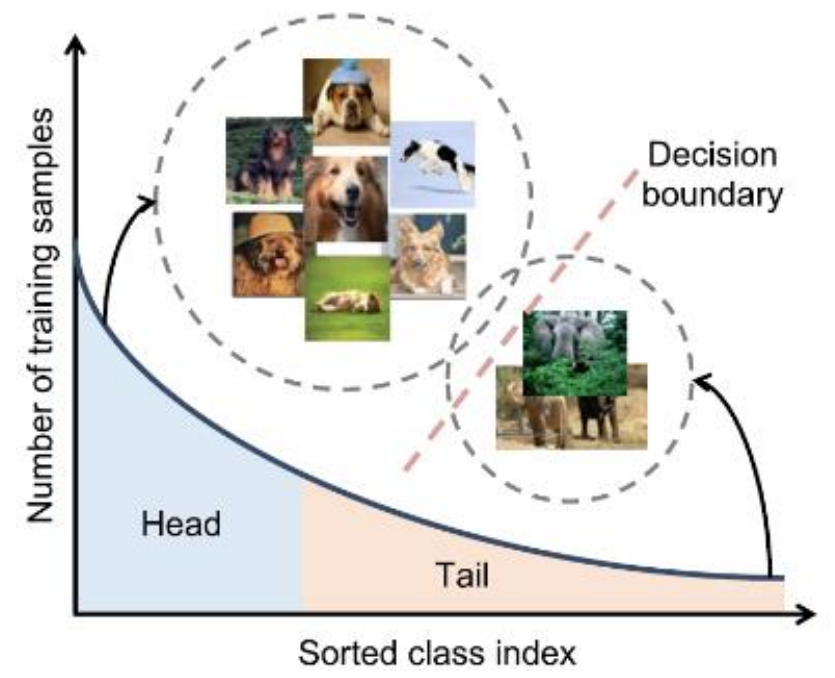 Number of training samples
Decision
boundary
Head
Tail
Sorted class index